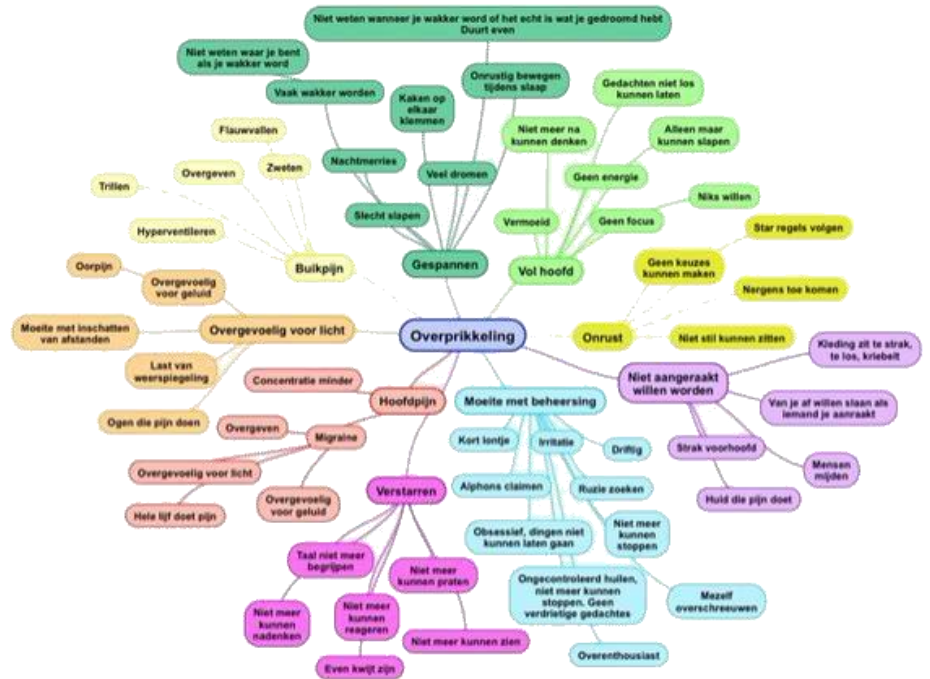 Niet weten wanneer je wakker word of het echt is wat je gedroomd hebt
Duurt even
Niet weten waar je bent
als je wakker word
Vaak wakker worden
Kaken op
elkaar
klemmen
Onrustig bewegen
tijdens slaap
Nachtmerries
Veel dromen
Slecht slapen
Gespannen
Gedachten niet los
kunnen laten
Niet meer na
kunnen denken
Alleen maar
kunnen slapen
Geen energie
Niks willen
Vermoeid
Geen focus
Vol hoofd
Flauwvallen
Zweten
Overgeven
Trillen
Hyperventileren
Buikpijn
Star regels volgen
Geen keuzes
kunnen maken
Nergens toe komen
Niet stil kunnen zitten
Onrust
Oorpijn
Overgevoelig
voor geluid
Moeite met inschatten
van afstanden
Overgevoelig voor licht
Last van
weerspiegeling
Ogen die pijn doen
Overprikkeling
Kleding zit te strak,
te los, kriebelt
Niet aangeraakt
willen worden
Van je af willen slaan als
iemand je aanraakt
Strak voorhoofd
Mensen
mijden
Huid die pijn doet
Concentratie minder
Hoofdpijn
Overgeven
Migraine
Overgevoelig voor licht
Hele lijf doet pijn
Overgevoelig
voor geluid
Moeite met beheersing
Kort lontje
Irritatie
Driftig
Alphons claimen
Ruzie zoeken
Obsessief, dingen niet
kunnen laten gaan
Niet meer
kunnen
stoppen
Ongecontroleerd huilen,
niet meer kunnen
stoppen. Geen
verdrietige gedachtes
Mezelf
overschreeuwen
Overenthousiast
Verstarren
Taal niet meer
begrijpen
Niet meer
kunnen praten
Niet meer
kunnen
nadenken
Niet meer
kunnen
reageren
Niet meer kunnen zien
Even kwijt zijn